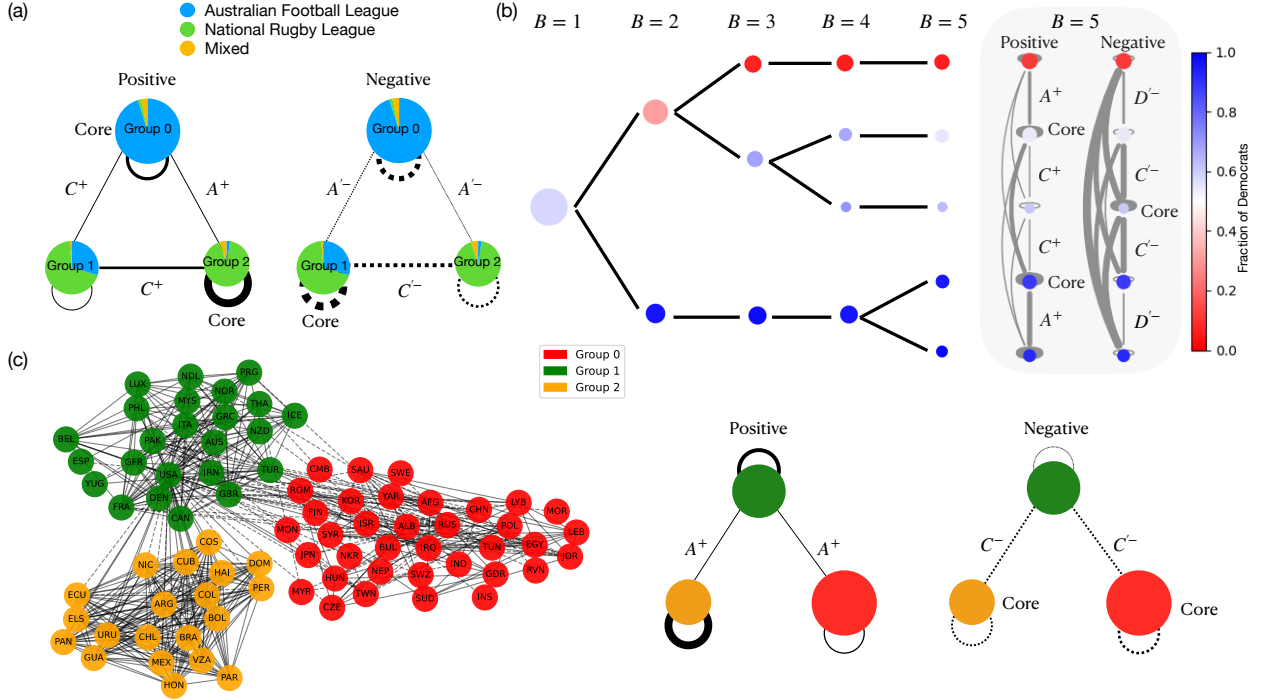 (a)
Australian Football League
National Rugby League
Mixed
Positive
Negative
Group 0
Core
Group 0
C⁺
A⁺
A′⁻
A′⁻
Group 1
Group 2
C⁺
Core
Group 1
Group 2
C′⁻
Core
(b)
B = 1
B = 2
B = 3
B = 4
B = 5
B = 5
Positive
Negative
A⁺
D′⁻
Core
C⁺
C′⁻
Core
C⁺
C′⁻
Core
A⁺
D′⁻
1.0
0.8
0.6
0.4
0.2
0.0
Fraction of Democrats
(c)
Group 0
Group 1
Group 2
LUX
NDL
PRG
PHL
MYS
NOR
THA
ICE
ITA
GRC
NZD
BEL
PAK
AUS
ESP
GFR
USA
IRN
TUR
YUG
DEN
GBR
FRA
CAN
CMB
SAU
SWE
ROM
KOR
YAR
AFG
CHN
LYB
MOR
FIN
ISR
ALB
RUS
POL
LEB
MON
SYR
JPN
NKR
BUL
IRQ
TUN
EGY
JOR
HUN
NEP
SWZ
IND
GDR
RVN
MYR
CZE
TWN
SUD
INS
COS
NIC
CUB
HAI
DOM
PER
ECU
ARG
COL
ELS
BOL
PAN
URU
CHL
BRA
GUA
MEX
VZA
HON
PAR
Positive
Negative
A⁺
A⁺
C⁻
C′⁻
Core
Core